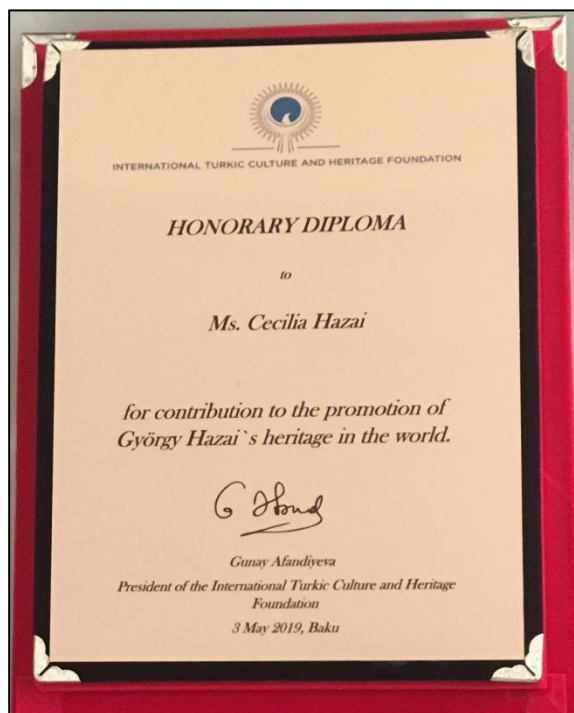 INTERNATIONAL TURKIC CULTURE AND HERITAGE FOUNDATION
HONORARY DIPLOMA
to
Ms. Cecilia Hazai
for contribution to the promotion of
György Hazai`s heritage in the world.
Gunay Afandiyeva
President of the International Turkic Culture and Heritage
Foundation
3 May 2019, Baku